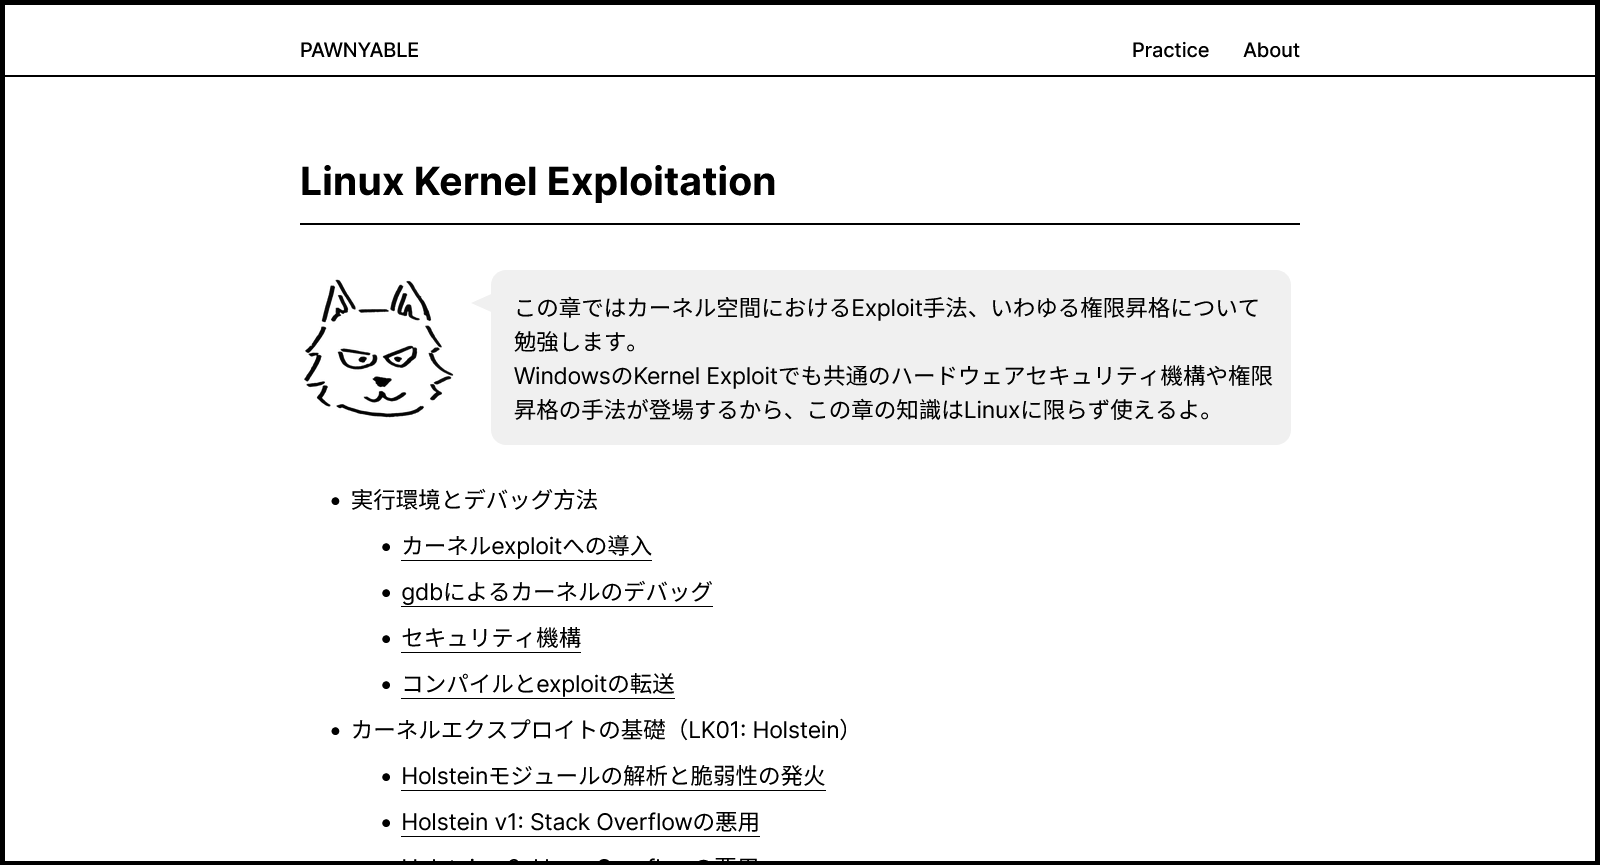 PAWNYABLE
Practice About
Linux Kernel Exploitation
この章ではカーネル空間におけるExploit手法、いわゆる権限昇格について
勉強します。
WindowsのKernel Exploitでも共通のハードウェアセキュリティ機構や権限
昇格の手法が登場するから、この章の知識はLinuxに限らず使えるよ。
実行環境とデバッグ方法
カーネルexploitへの導入
gdbによるカーネルのデバッグ
セキュリティ機構
コンパイルとexploitの転送
カーネルエクスプロイトの基礎（LK01: Holstein）
Holsteinモジュールの解析と脆弱性の発火
Holstein v1: Stack Overflowの悪用